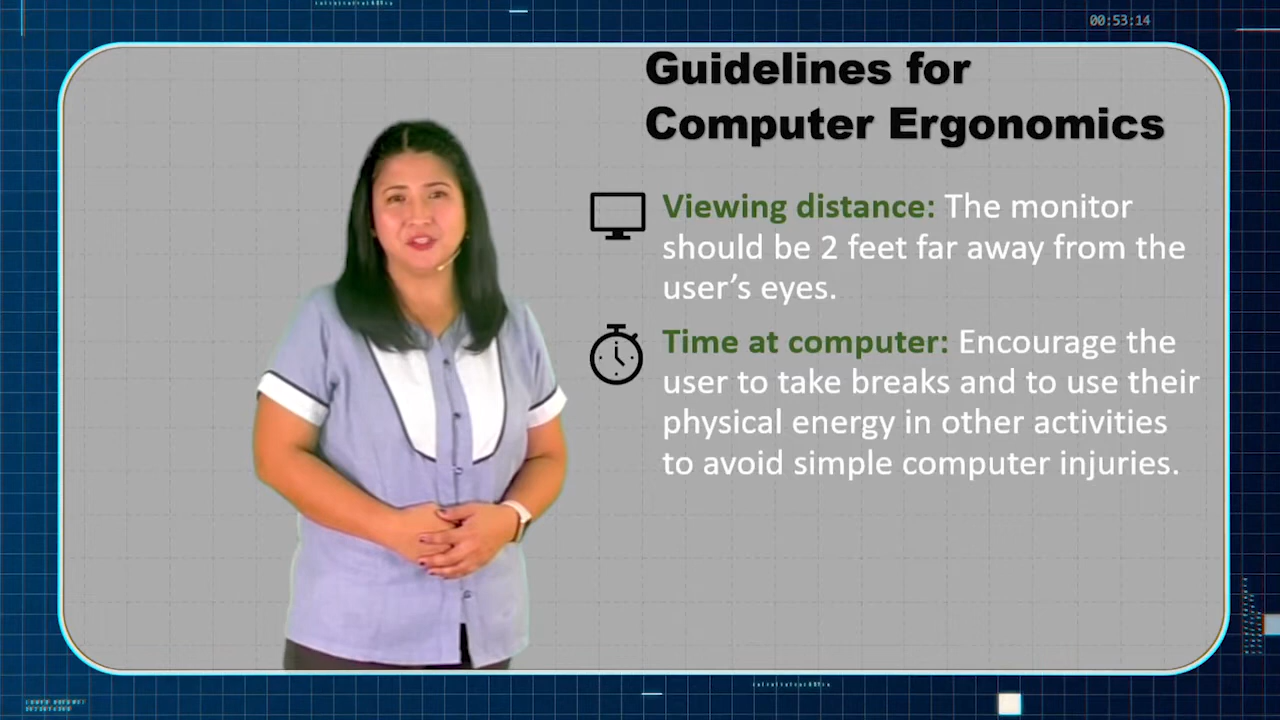 00:53:14
Guidelines for
Computer Ergonomics
Viewing distance: The monitor
should be 2 feet far away from the
user’s eyes.
Time at computer: Encourage the
user to take breaks and to use their
physical energy in other activities
to avoid simple computer injuries.